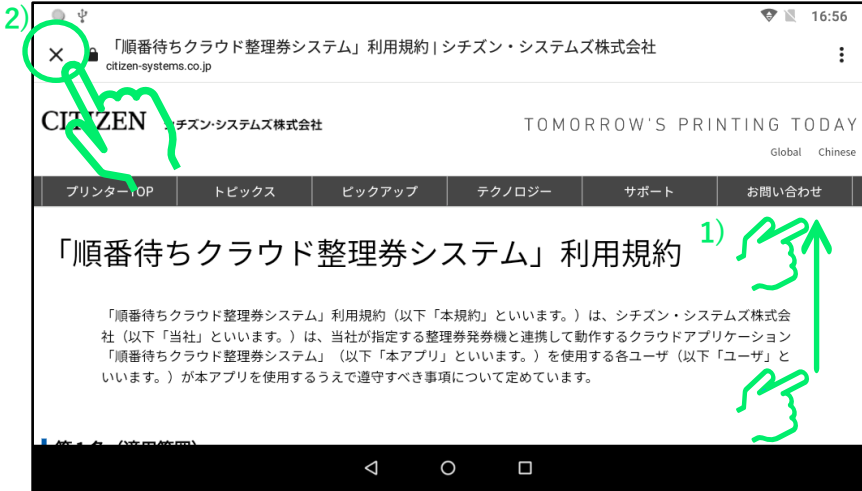 2)
16:56
「順番待ちクラウド整理券システム」利用規約 | シチズン・システムズ株式会社
citizen-systems.co.jp
CITIZEN シチズン・システムズ株式会社
TOMORROW'S PRINTING TODAY
Global Chinese
プリンターTOP トピックス ピックアップ テクノロジー サポート お問い合わせ
1)
「順番待ちクラウド整理券システム」利用規約
「順番待ちクラウド整理券システム」利用規約（以下「本規約」といいます。）は、シチズン・システムズ株式会
社（以下「当社」といいます。）は、当社が指定する整理券発券機と連携して動作するクラウドアプリケーション
「順番待ちクラウド整理券システム」（以下「本アプリ」といいます。）を使用する各ユーザ（以下「ユーザ」と
いいます。）が本アプリを使用するうえで遵守すべき事項について定めています。